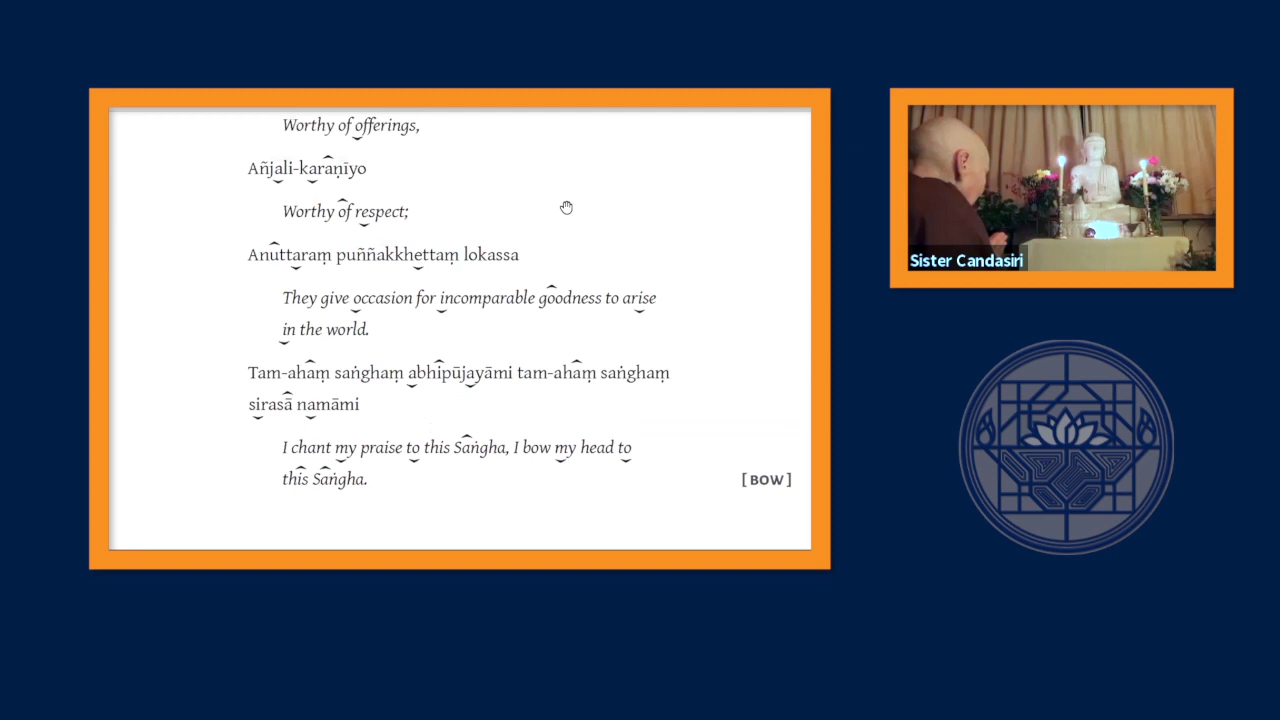 Worthy of offerings,
Añjali-karaṇīyo
Worthy of respect;
Anuttaraṃ puññakkhettaṃ lokassa
They give occasion for incomparable goodness to arise
in the world.
Tam-ahaṃ saṅghaṃ abhipūjayāmi tam-ahaṃ saṅghaṃ
sirasā namāmi
I chant my praise to this Saṅgha, I bow my head to
this Saṅgha.
[ BOW ]
Sister Candasiri